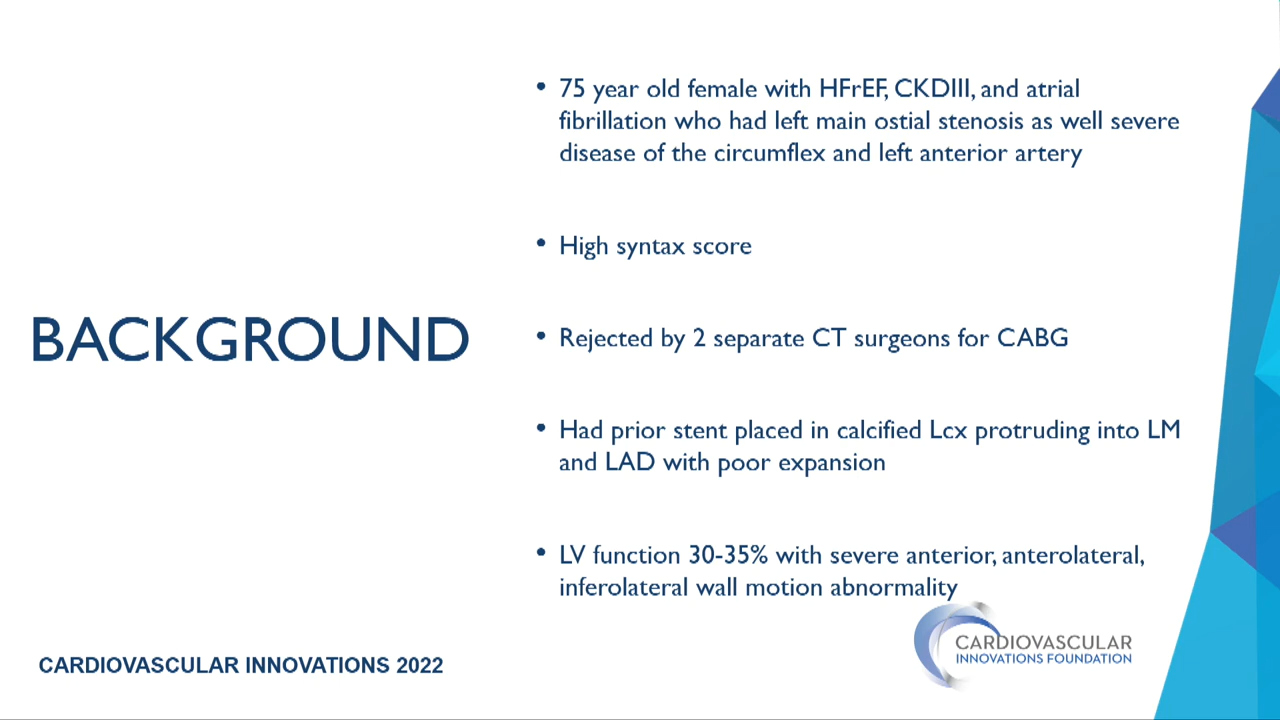 BACKGROUND
• 75 year old female with HFrEF, CKDIII, and atrial
fibrillation who had left main ostial stenosis as well severe
disease of the circumflex and left anterior artery
• High syntax score
• Rejected by 2 separate CT surgeons for CABG
• Had prior stent placed in calcified Lcx protruding into LM
and LAD with poor expansion
• LV function 30-35% with severe anterior, anterolateral,
inferolateral wall motion abnormality
CARDIOVASCULAR INNOVATIONS 2022
CARDIOVASCULAR
INNOVATIONS FOUNDATION